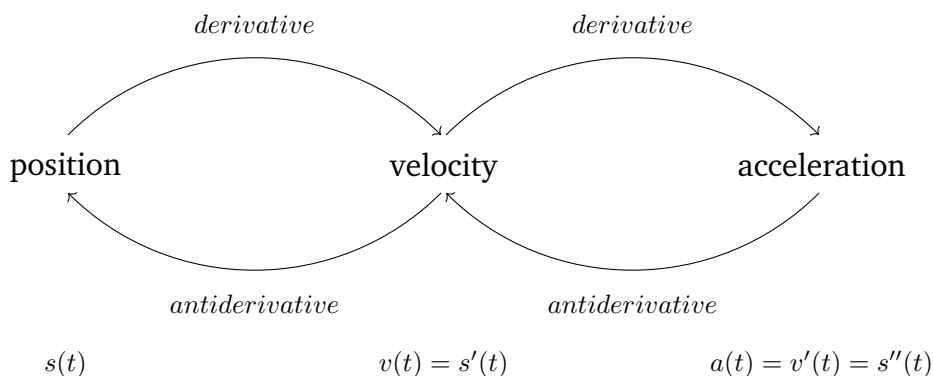 derivative derivative
position velocity acceleration
antiderivative antiderivative
s(t) v(t) = s′(t) a(t) = v′(t) = s′′(t)